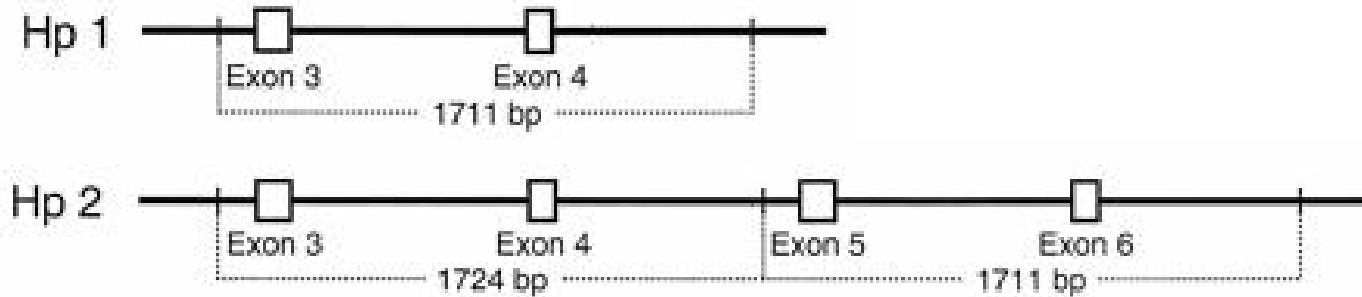 Hp 1
Exon 3 Exon 4
1711 bp
Hp 2
Exon 3 Exon 4 Exon 5 Exon 6
1724 bp 1711 bp